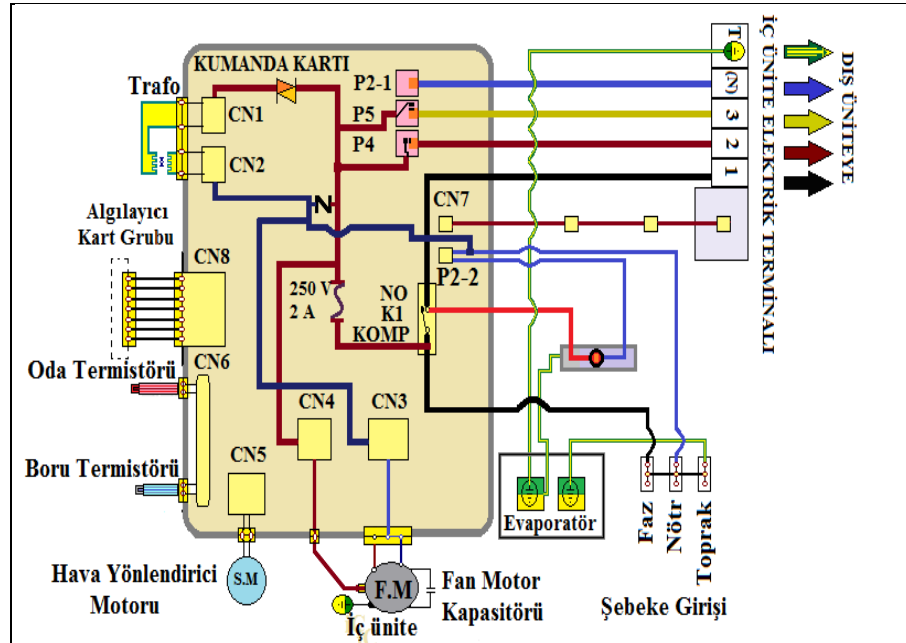 KUMANDA KARTI
Trafo
CN1
CN2
P2-1
P5
P4
N
T
(N)
3
2
1
İÇ ÜNİTE ELEKTRİK TERMİNALİ
DIŞ ÜNİTEYE
CN7
P2-2
Algılayıcı
Kart Grubu
CN8
250 V
2 A
NO
K1
KOMP
CN6
Oda Termistörü
Boru Termistörü
CN5
CN4
CN3
Evaporatör
Faz
Nötr
Toprak
Şebeke Girişi
S.M
Hava Yönlendirici
Motoru
F.M
Fan Motor
Kapasitörü
İç ünite